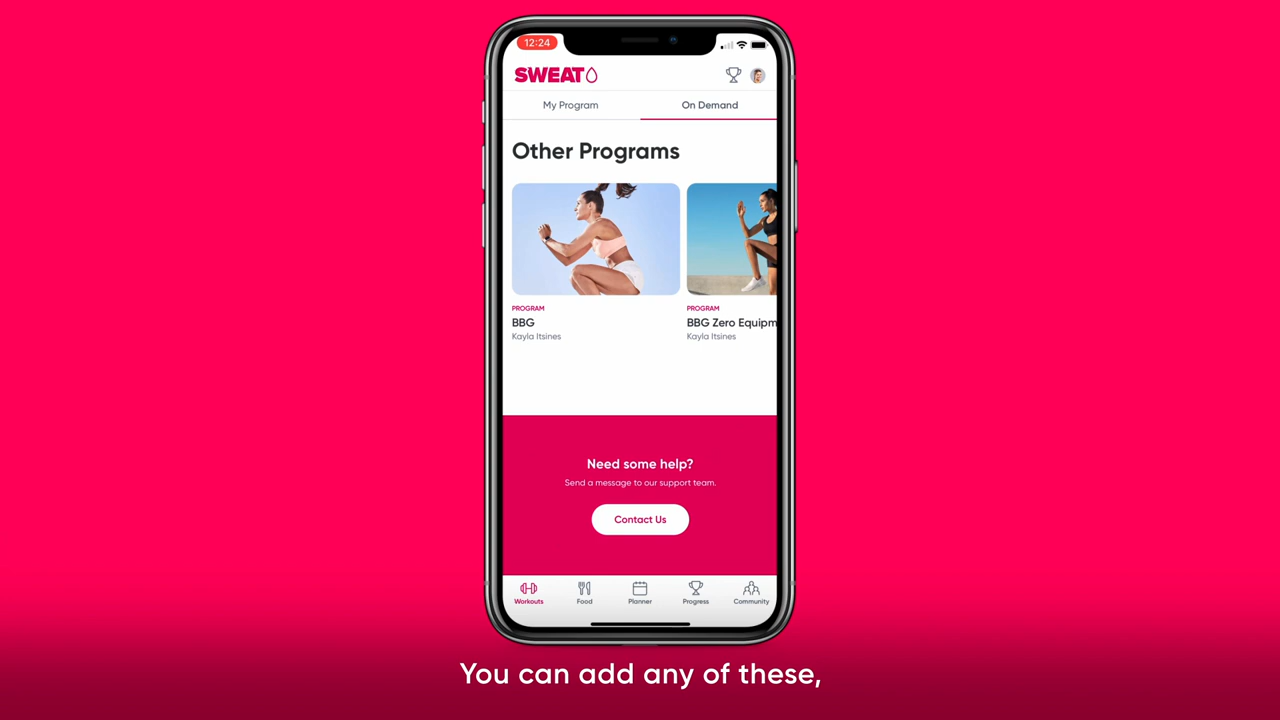 12:24
SWEAT
My Program
On Demand
Other Programs
PROGRAM
BBG
Kayla Itsines
PROGRAM
BBG Zero Equipm
Kayla Itsines
Need some help?
Send a message to our support team.
Contact Us
Workouts
Food
Planner
Progress
Community
You can add any of these,